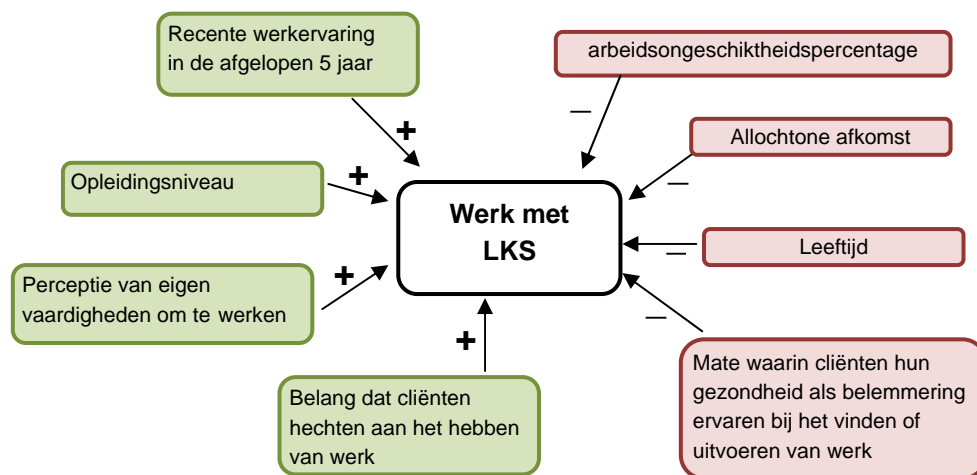 Recente werkervaring
in de afgelopen 5 jaar
arbeidsongeschiktheidspercentage
+
–
Allochtone afkomst
Opleidingsniveau
+
–
Werk met
LKS
Leeftijd
–
Perceptie van eigen
vaardigheden om te werken
+
+
–
Belang dat cliënten
hechten aan het hebben
van werk
Mate waarin cliënten hun
gezondheid als belemmering
ervaren bij het vinden of
uitvoeren van werk